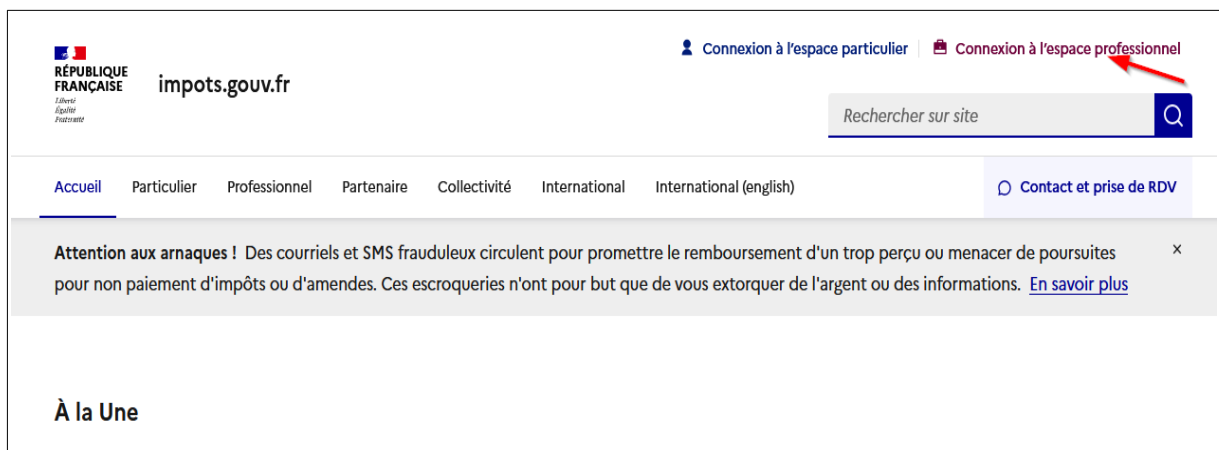 Connexion à l'espace particulier
Connexion à l'espace professionnel
RÉPUBLIQUE
FRANÇAISE
Liberté
Égalité
Fraternité
impots.gouv.fr
Rechercher sur site
Accueil Particulier Professionnel Partenaire Collectivité International International (english) Contact et prise de RDV
Attention aux arnaques ! Des courriels et SMS frauduleux circulent pour promettre le remboursement d'un trop perçu ou menacer de poursuites
pour non paiement d'impôts ou d'amendes. Ces escroqueries n'ont pour but que de vous extorquer de l'argent ou des informations. En savoir plus
À la Une